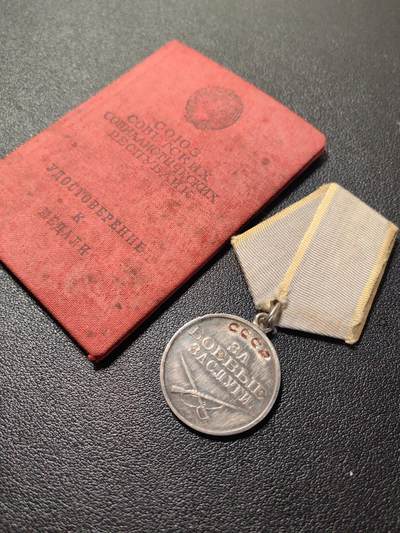 СОЮЗ
СОВЕТСКИХ
СОЦИАЛИСТИЧЕСКИХ
РЕСПУБЛИК
УДОСТОВЕРЕНИЕ
К
МЕДАЛИ
СССР
ЗА
БОЕВЫЕ
ЗАСЛУГИ